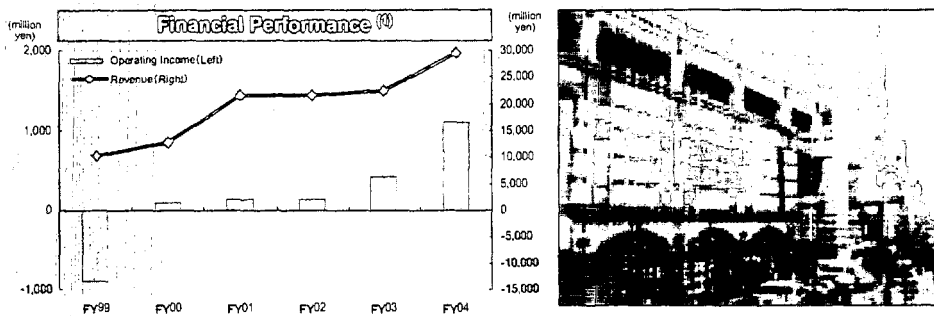 Financial Performance (1)
(million yen)
(million yen)
2,000
1,000
0
-1,000
Operating Income(Left)
Revenue(Right)
30,000
25,000
20,000
15,000
10,000
5,000
0
-5,000
-10,000
-15,000
FY99
FY00
FY01
FY02
FY03
FY04